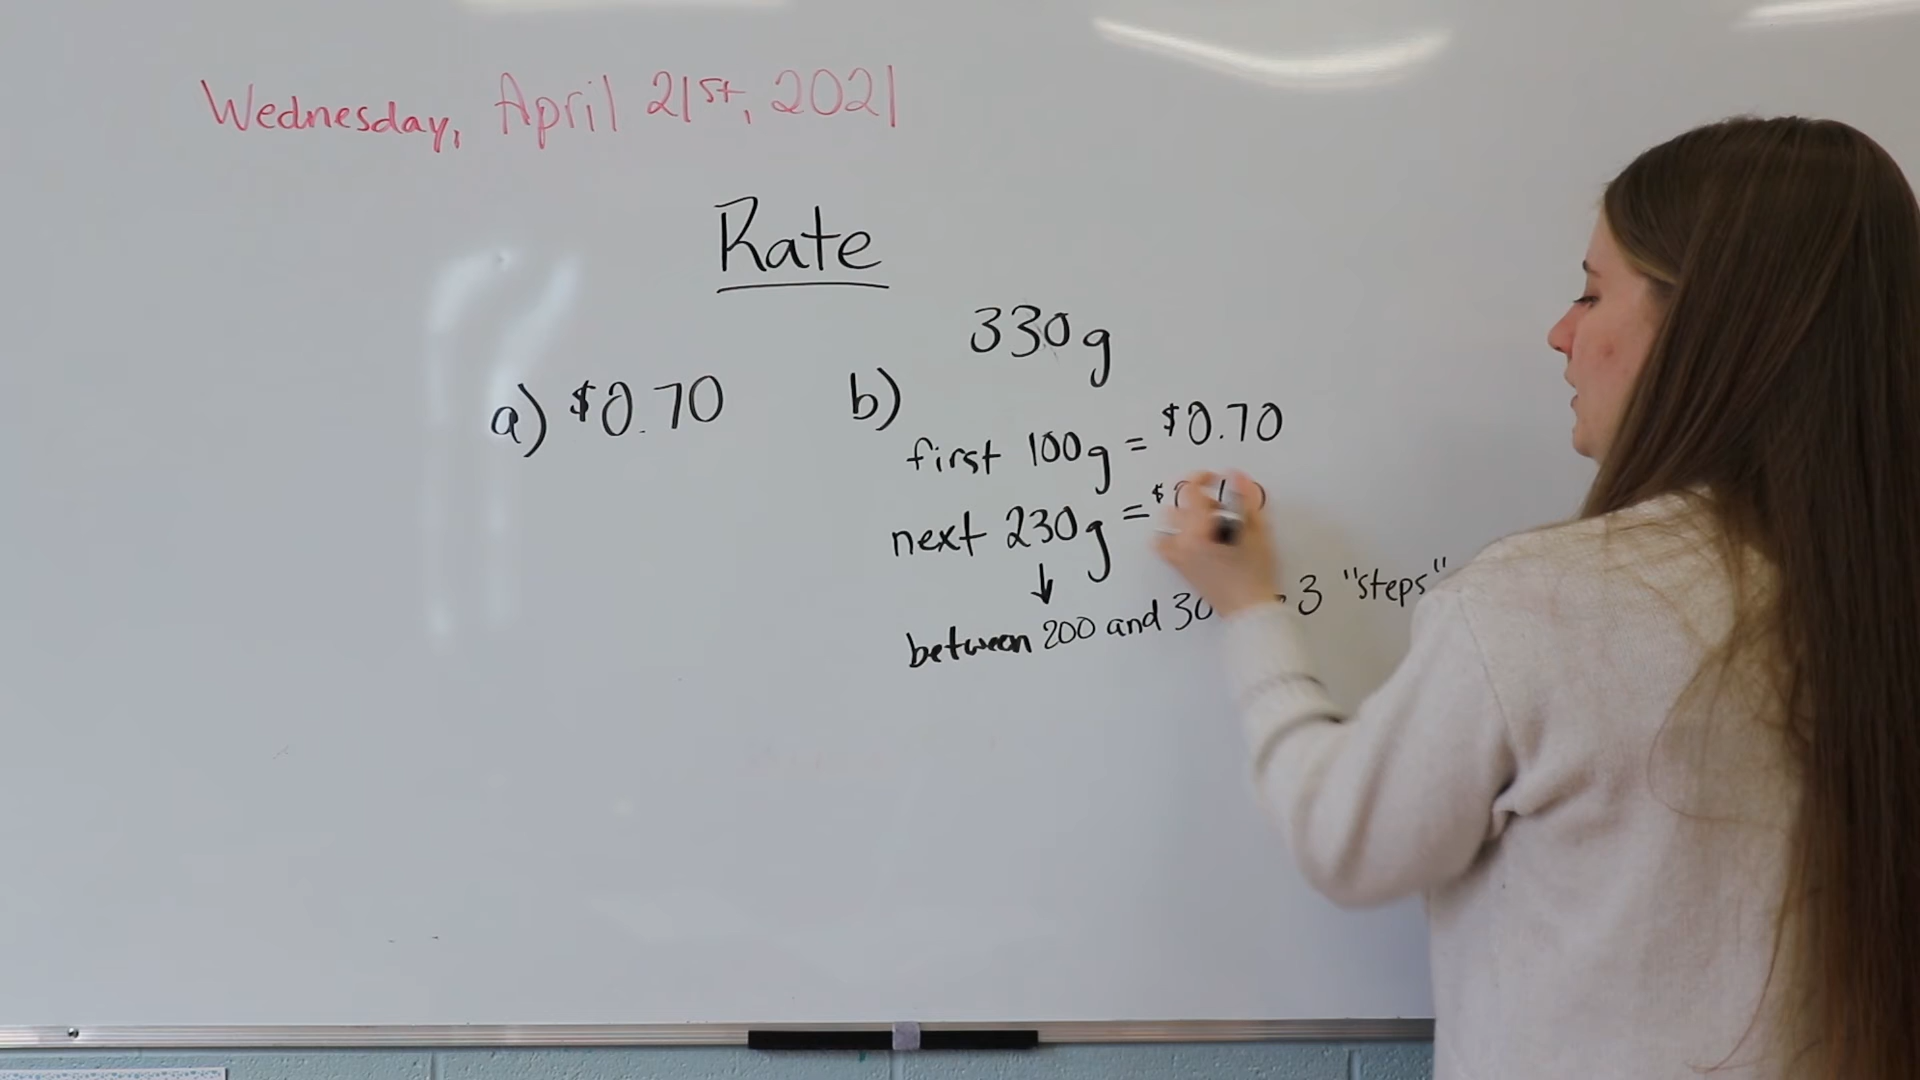 Wednesday, April 21st, 2021
Rate
330g
a) $0.70
b)
first 100g = $0.70
next 230g = $
between 200 and 3 "steps"